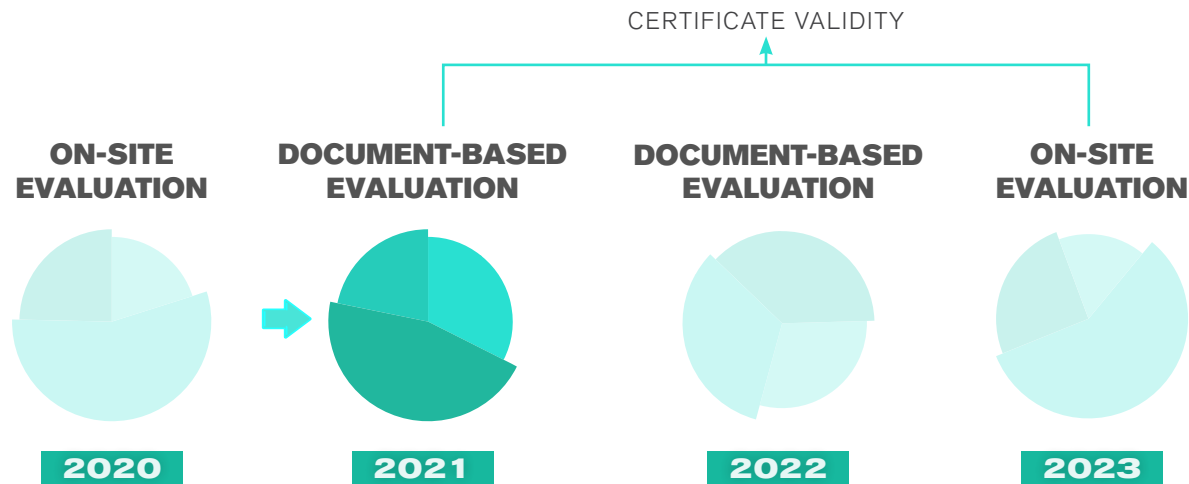 CERTIFICATE VALIDITY
ON-SITE
EVALUATION
DOCUMENT-BASED
EVALUATION
DOCUMENT-BASED
EVALUATION
ON-SITE
EVALUATION
2020
2021
2022
2023